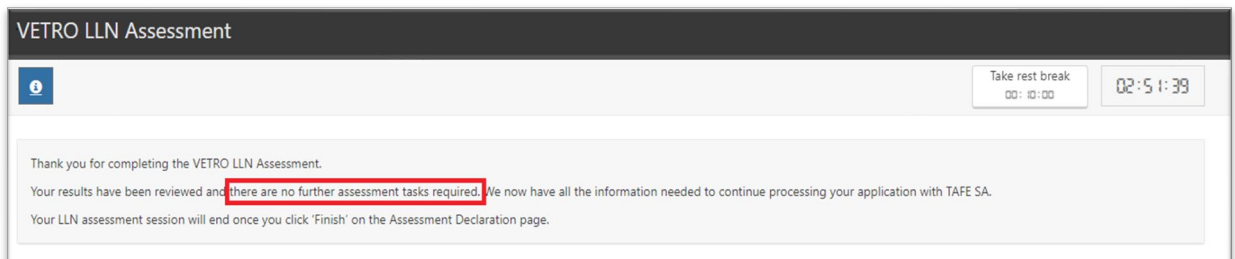 VETRO LLN Assessment
Take rest break
00:10:00
02:51:39
Thank you for completing the VETRO LLN Assessment.
Your results have been reviewed and there are no further assessment tasks required. We now have all the information needed to continue processing your application with TAFE SA.
Your LLN assessment session will end once you click 'Finish' on the Assessment Declaration page.